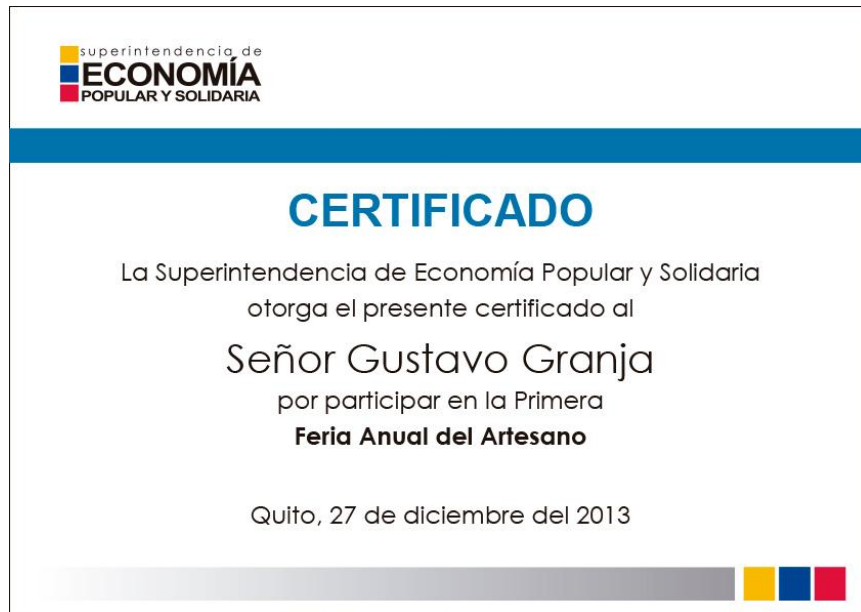 superintendencia de
ECONOMÍA
POPULAR Y SOLIDARIA
CERTIFICADO
La Superintendencia de Economía Popular y Solidaria
otorga el presente certificado al
Señor Gustavo Granja
por participar en la Primera
Feria Anual del Artesano
Quito, 27 de diciembre del 2013